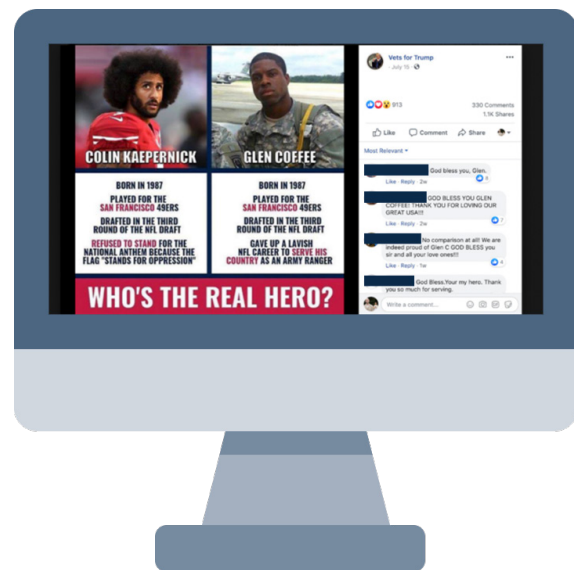 COLIN KAEPERNICK
BORN IN 1987
PLAYED FOR THE
SAN FRANCISCO 49ERS
DRAFTED IN THE THIRD
ROUND OF THE NFL DRAFT
REFUSED TO STAND FOR THE
NATIONAL ANTHEM BECAUSE THE
FLAG "STANDS FOR OPPRESSION"
GLEN COFFEE
BORN IN 1987
PLAYED FOR THE
SAN FRANCISCO 49ERS
DRAFTED IN THE THIRD
ROUND OF THE NFL DRAFT
GAVE UP A LAVISH
NFL CAREER TO SERVE HIS
COUNTRY AS AN ARMY RANGER
WHO'S THE REAL HERO?
Vets for Trump
July 15
913
330 Comments
1.1K Shares
Like Comment Share
Most Relevant
God bless you, Glen.
Like · Reply · 2w
GOD BLESS YOU GLEN
COFFEE! THANK YOU FOR LOVING OUR
GREAT USA!!!
Like · Reply · 2w
No comparison at all! We are
indeed proud of Glen C GOD BLESS you
sir and all your love ones!!!
Like · Reply · 1w
God Bless.Your my hero. Thank
you so much for serving.
Write a comment...